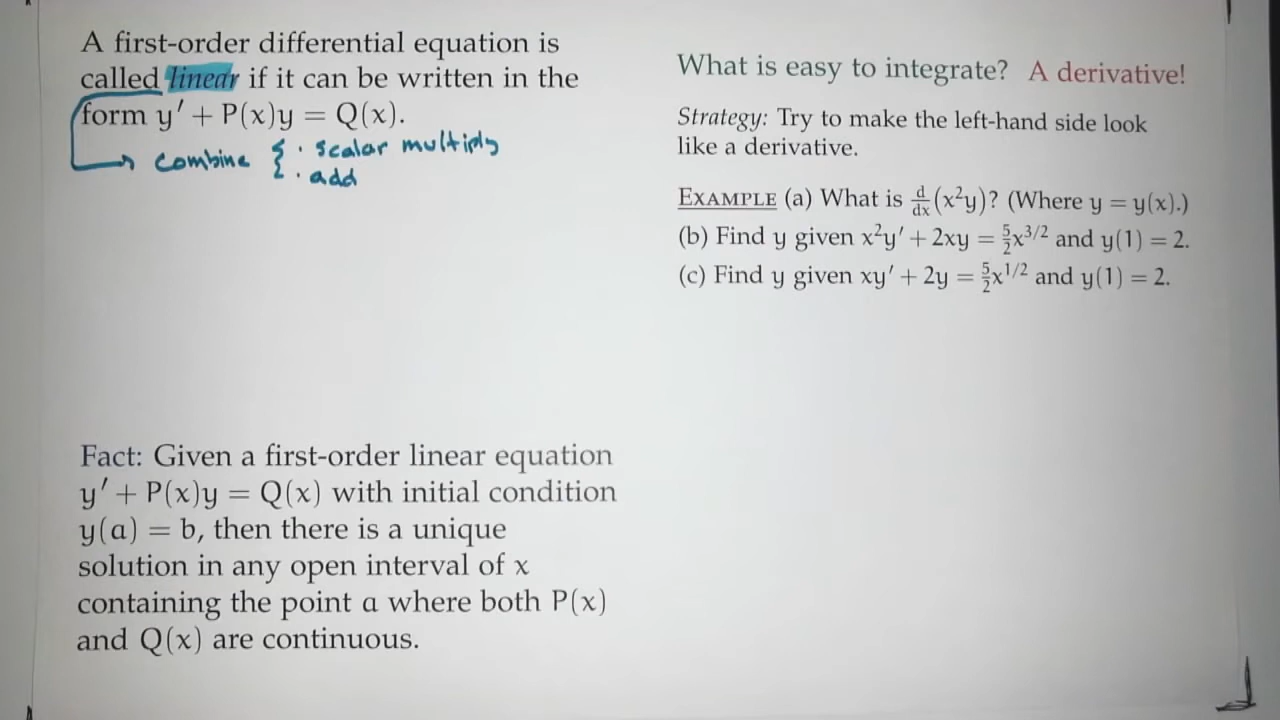 A first-order differential equation is
called linear if it can be written in the
form y′ + P(x)y = Q(x).
→ combine { · scalar multiply
· add
Fact: Given a first-order linear equation
y′ + P(x)y = Q(x) with initial condition
y(a) = b, then there is a unique
solution in any open interval of x
containing the point a where both P(x)
and Q(x) are continuous.
What is easy to integrate? A derivative!
Strategy: Try to make the left-hand side look
like a derivative.
EXAMPLE (a) What is d/dx(x²y)? (Where y = y(x).)
(b) Find y given x²y′ + 2xy = 5/2x^{3/2} and y(1) = 2.
(c) Find y given xy′ + 2y = 5/2x^{1/2} and y(1) = 2.